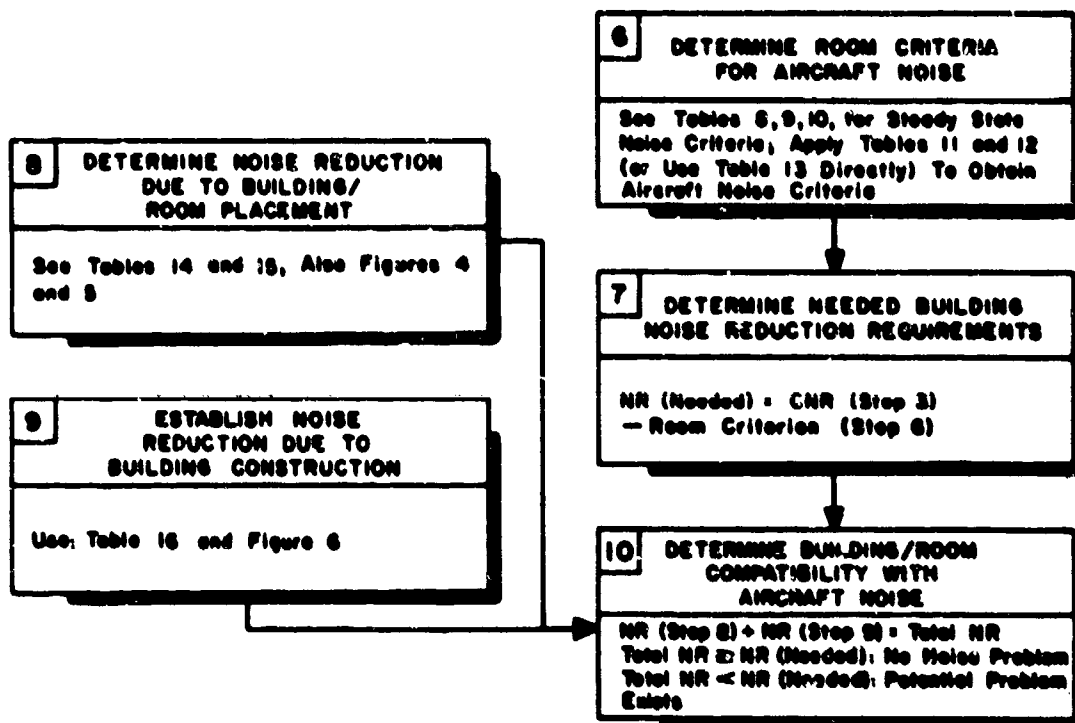 6
DETERMINE ROOM CRITERIA
FOR AIRCRAFT NOISE
See Tables 8, 9, 10, for Steady State
Noise Criteria; Apply Tables 11 and 12
(or Use Table 13 Directly) To Obtain
Aircraft Noise Criteria
8
DETERMINE NOISE REDUCTION
DUE TO BUILDING/
ROOM PLACEMENT
See Tables 14 and 15, Also Figures 4
and 5
7
DETERMINE NEEDED BUILDING
NOISE REDUCTION REQUIREMENTS
NR (Needed) = CNR (Step 3)
— Room Criterion (Step 6)
9
ESTABLISH NOISE
REDUCTION DUE TO
BUILDING CONSTRUCTION
Use: Table 16 and Figure 6
10
DETERMINE BUILDING/ROOM
COMPATIBILITY WITH
AIRCRAFT NOISE
NR (Step 8) + NR (Step 9) = Total NR
Total NR ≥ NR (Needed): No Noise Problem
Total NR < NR (Needed): Potential Problem
Exists